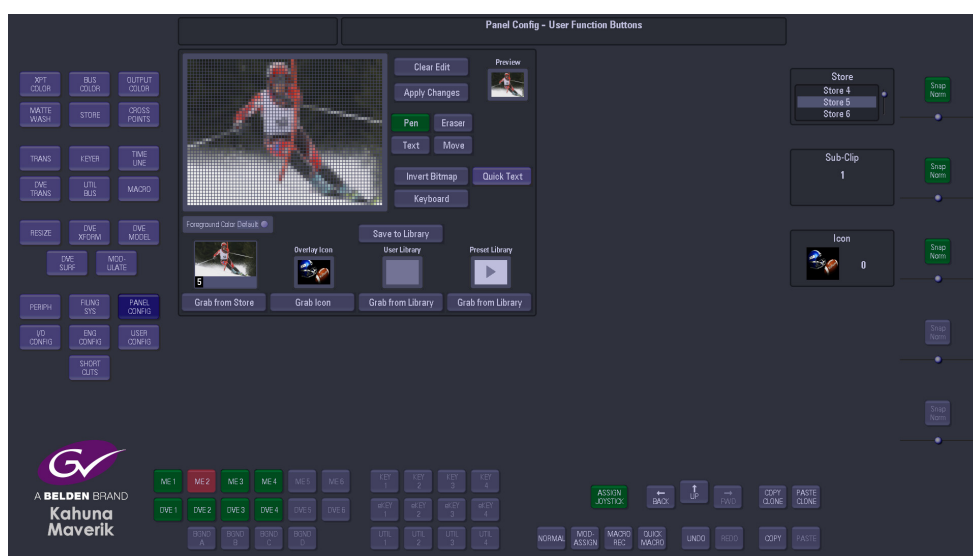 Panel Config – User Function Buttons
XPT
COLOR
BUS
COLOR
OUTPUT
COLOR
MATTE
WASH
STORE
CROSS
POINTS
TRANS
KEYER
TIME
LINE
DVE
TRANS
UTIL
BUS
MACRO
RESIZE
DVE
XFORM
DVE
MODEL
DVE
SURF
MOD-
ULATE
PERIPH
FILING
SYS
PANEL
CONFIG
I/O
CONFIG
ENG
CONFIG
USER
CONFIG
SHORT
CUTS
Clear Edit
Preview
Apply Changes
Pen
Eraser
Text
Move
Invert Bitmap
Quick Text
Keyboard
Foreground Color Default
Save to Library
Overlay Icon
User Library
Preset Library
5
Grab from Store
Grab Icon
Grab from Library
Grab from Library
Store
Store 4
Store 5
Store 6
Snap
Norm
Sub-Clip
1
Snap
Norm
Icon
0
Snap
Norm
Snap
Norm
Snap
Norm
GV
A BELDEN BRAND
Kahuna
Maverik
ME 1
ME 2
ME 3
ME 4
ME 5
ME 6
DVE 1
DVE 2
DVE 3
DVE 4
DVE 5
DVE 6
BGND
A
BGND
B
BGND
C
BGND
D
KEY
1
KEY
2
KEY
3
KEY
4
sKEY
1
sKEY
2
sKEY
3
sKEY
4
UTIL
1
UTIL
2
UTIL
3
UTIL
4
ASSIGN
JOYSTICK
BACK
UP
FWD
COPY
CLONE
PASTE
CLONE
NORMAL
MOD-
ASSIGN
MACRO
REC
QUICK
MACRO
UNDO
REDO
COPY
PASTE